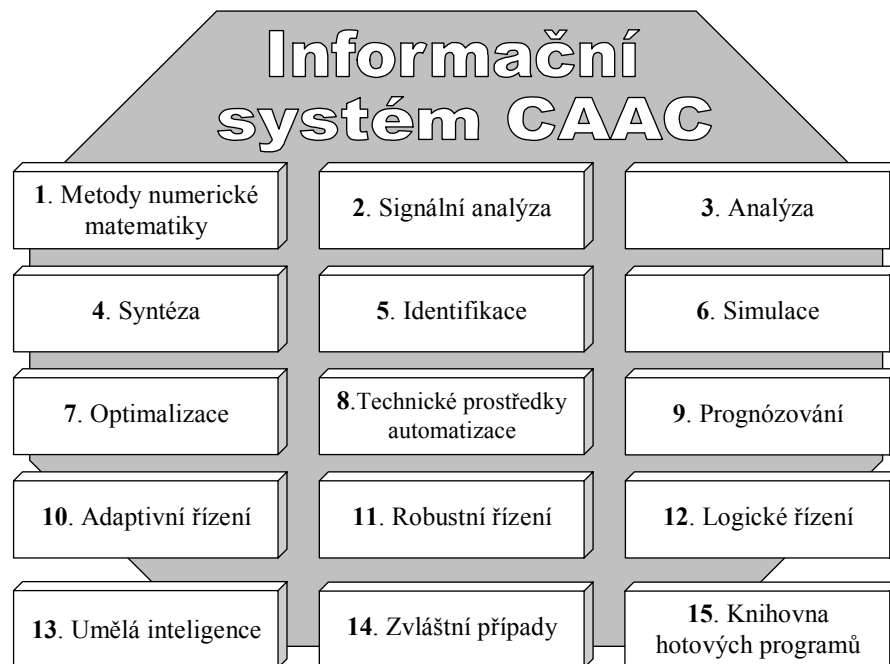 Informační
systém CAAC
1. Metody numerické
matematiky
2. Signální analýza
3. Analýza
4. Syntéza
5. Identifikace
6. Simulace
7. Optimalizace
8.Technické prostředky
automatizace
9. Prognózování
10. Adaptivní řízení
11. Robustní řízení
12. Logické řízení
13. Umělá inteligence
14. Zvláštní případy
15. Knihovna
hotových programů